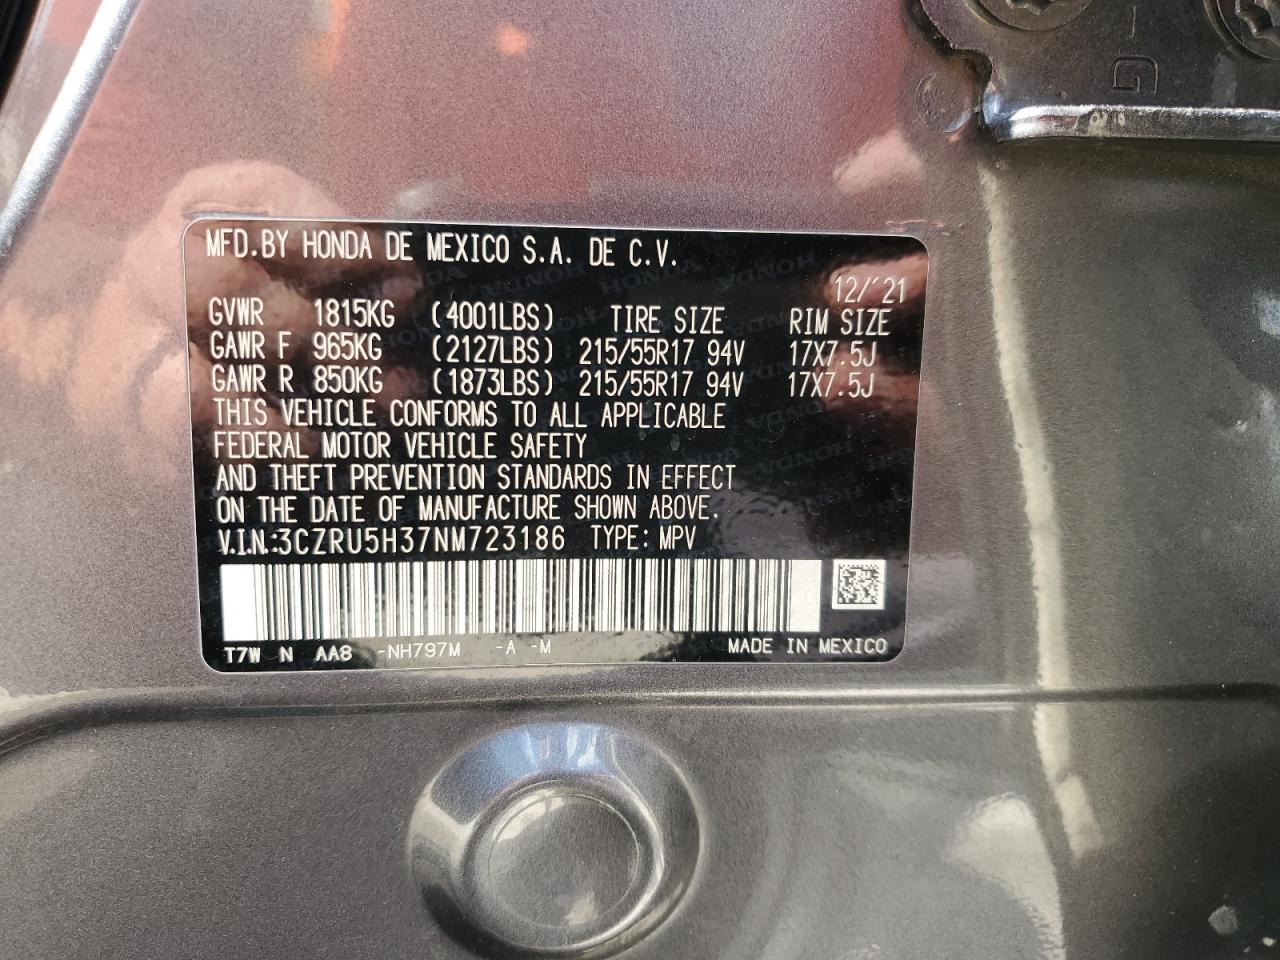 MFD.BY HONDA DE MEXICO S.A. DE C.V.
12/'21
GVWR 1815KG (4001LBS) TIRE SIZE RIM SIZE
GAWR F 965KG (2127LBS) 215/55R17 94V 17X7.5J
GAWR R 850KG (1873LBS) 215/55R17 94V 17X7.5J
THIS VEHICLE CONFORMS TO ALL APPLICABLE
FEDERAL MOTOR VEHICLE SAFETY
AND THEFT PREVENTION STANDARDS IN EFFECT
ON THE DATE OF MANUFACTURE SHOWN ABOVE.
V.I.N.:3CZRU5H37NM723186 TYPE: MPV
T7W N AA8 -NH797M -A -M MADE IN MEXICO